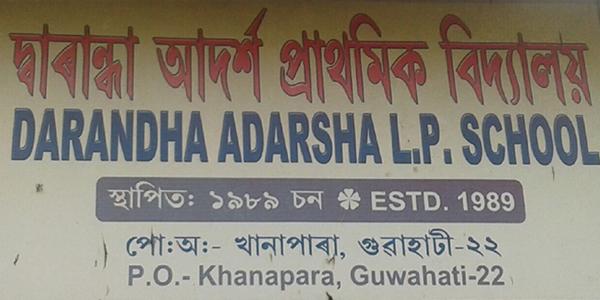 দ্বাৰান্ধা আদৰ্শ প্ৰাথমিক বিদ্যালয়
DARANDHA ADARSHA L.P. SCHOOL
স্থাপিত: ১৯৮৯ চন ✽ ESTD. 1989
পো:অ:- খানাপাৰা, গুৱাহাটী-২২
P.O.- Khanapara, Guwahati-22